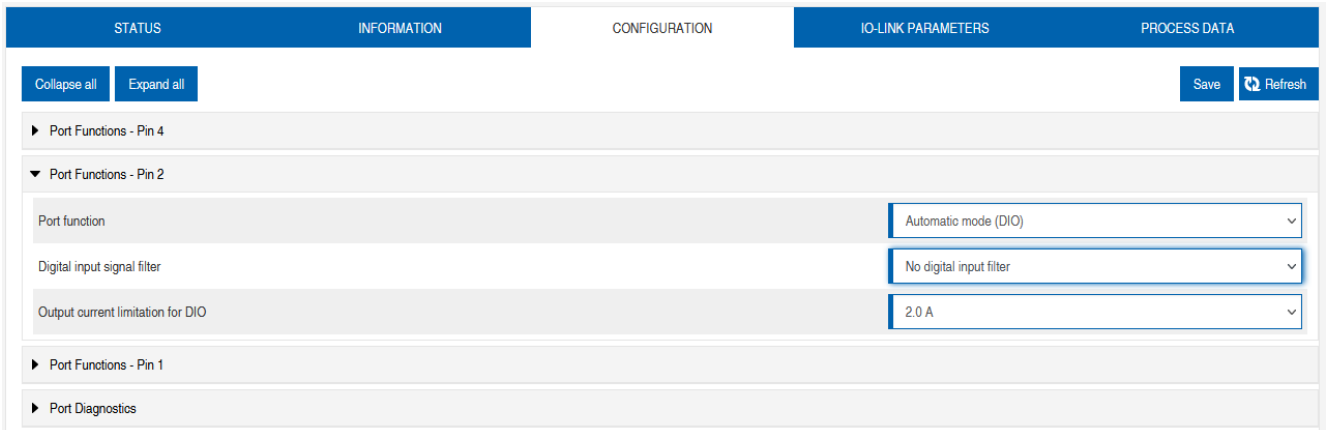 STATUS INFORMATION CONFIGURATION IO-LINK PARAMETERS PROCESS DATA
Collapse all Expand all Save Refresh
Port Functions - Pin 4
Port Functions - Pin 2
Port function Automatic mode (DIO)
Digital input signal filter No digital input filter
Output current limitation for DIO 2.0 A
Port Functions - Pin 1
Port Diagnostics